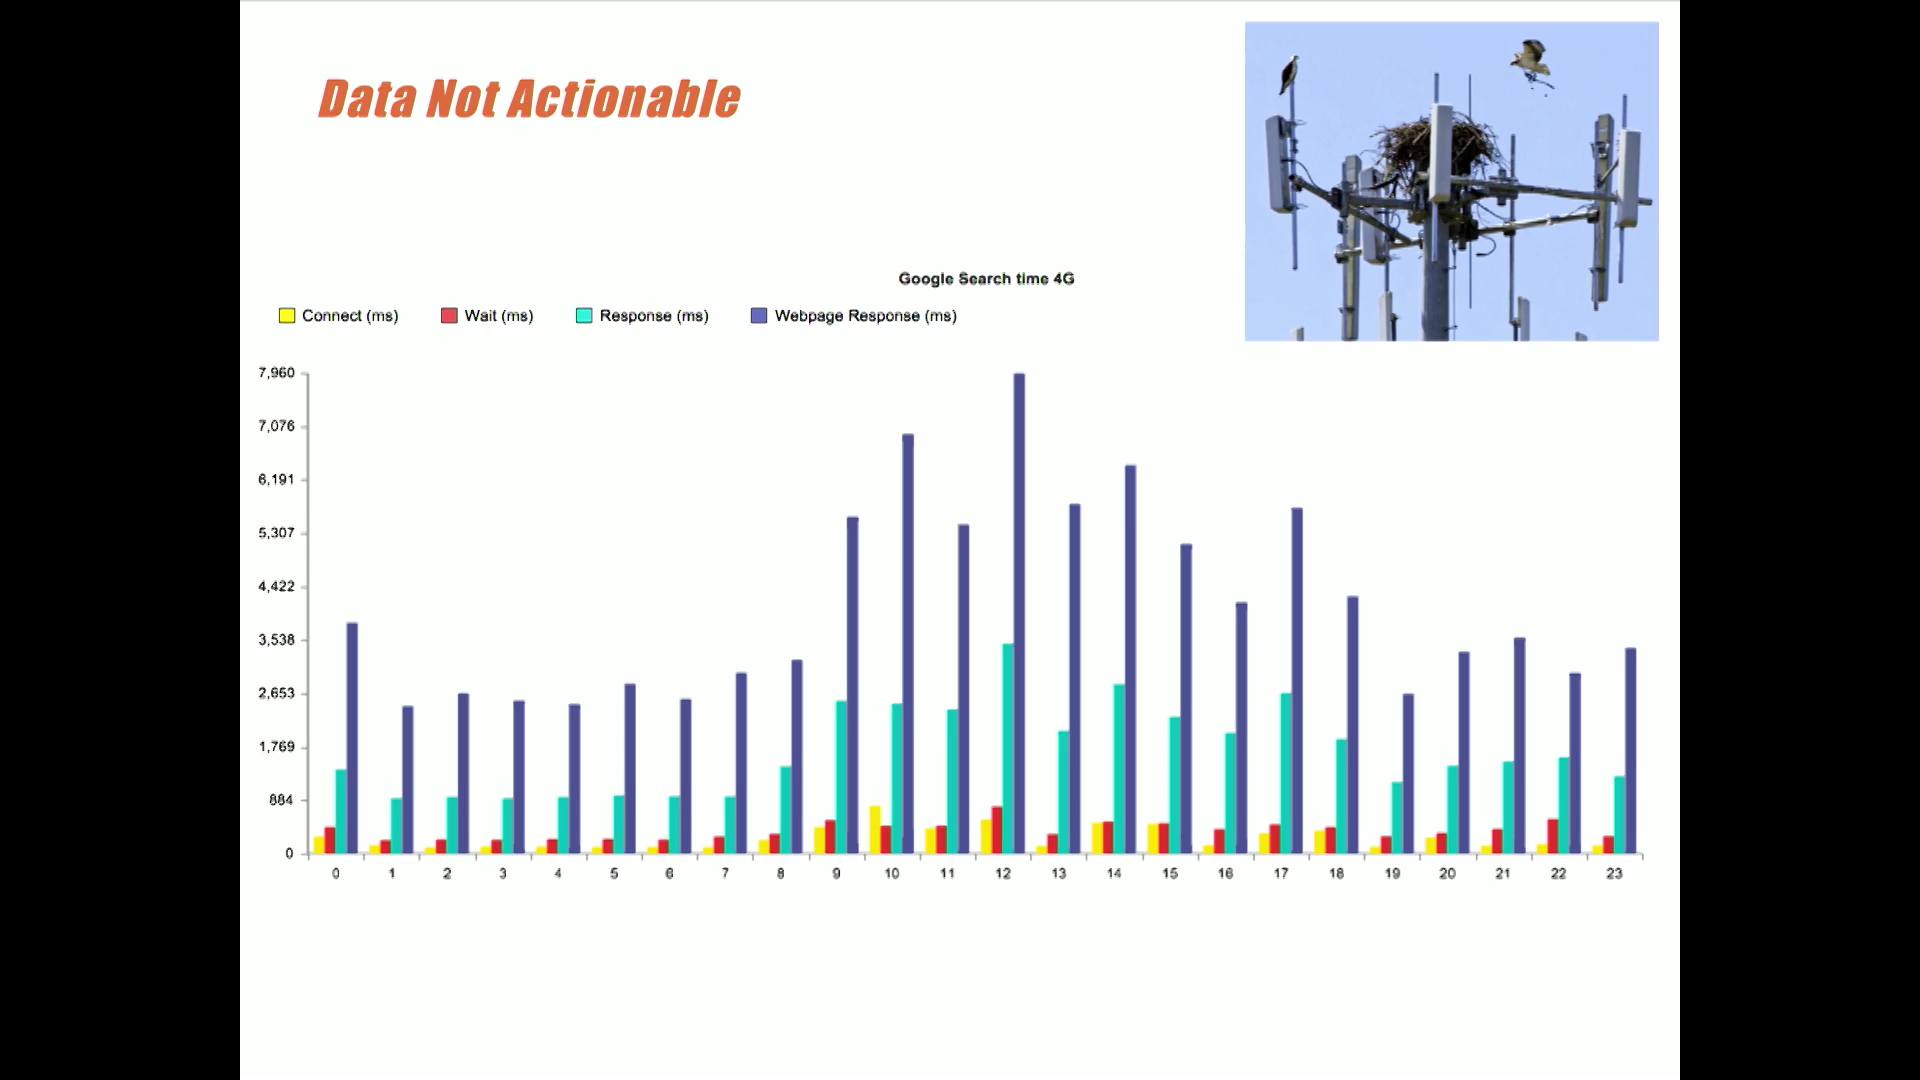 Data Not Actionable
Google Search time 4G
Connect (ms) Wait (ms) Response (ms) Webpage Response (ms)
7,960
7,076
6,191
5,307
4,422
3,538
2,653
1,769
884
0
0 1 2 3 4 5 6 7 8 9 10 11 12 13 14 15 16 17 18 19 20 21 22 23